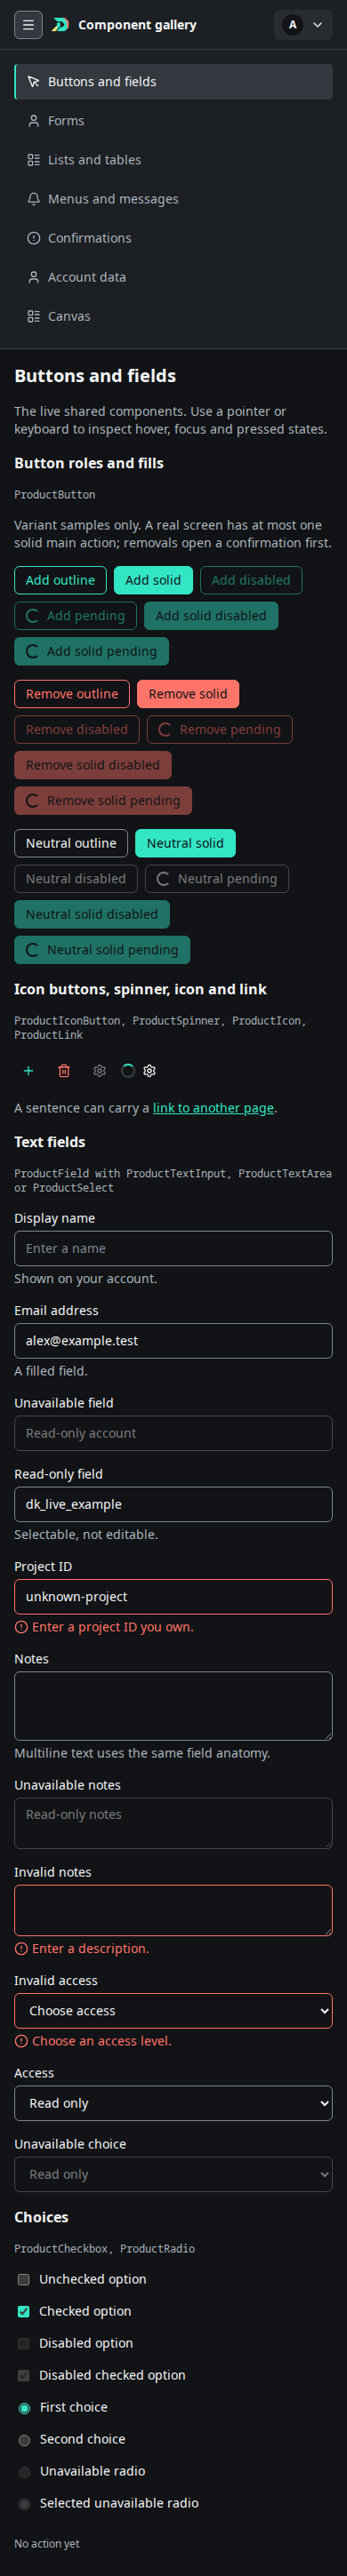 Component gallery
A
Buttons and fields
Forms
Lists and tables
Menus and messages
Confirmations
Account data
Canvas
Buttons and fields
The live shared components. Use a pointer or
keyboard to inspect hover, focus and pressed states.
Button roles and fills
ProductButton
Variant samples only. A real screen has at most one
solid main action; removals open a confirmation first.
Add outline
Add solid
Add disabled
Add pending
Add solid disabled
Add solid pending
Remove outline
Remove solid
Remove disabled
Remove pending
Remove solid disabled
Remove solid pending
Neutral outline
Neutral solid
Neutral disabled
Neutral pending
Neutral solid disabled
Neutral solid pending
Icon buttons, spinner, icon and link
ProductIconButton, ProductSpinner, ProductIcon,
ProductLink
A sentence can carry a link to another page.
Text fields
ProductField with ProductTextInput, ProductTextArea
or ProductSelect
Display name
Enter a name
Shown on your account.
Email address
alex@example.test
A filled field.
Unavailable field
Read-only account
Read-only field
dk_live_example
Selectable, not editable.
Project ID
unknown-project
Enter a project ID you own.
Notes
Multiline text uses the same field anatomy.
Unavailable notes
Read-only notes
Invalid notes
Enter a description.
Invalid access
Choose access
Choose an access level.
Access
Read only
Unavailable choice
Read only
Choices
ProductCheckbox, ProductRadio
Unchecked option
Checked option
Disabled option
Disabled checked option
First choice
Second choice
Unavailable radio
Selected unavailable radio
No action yet